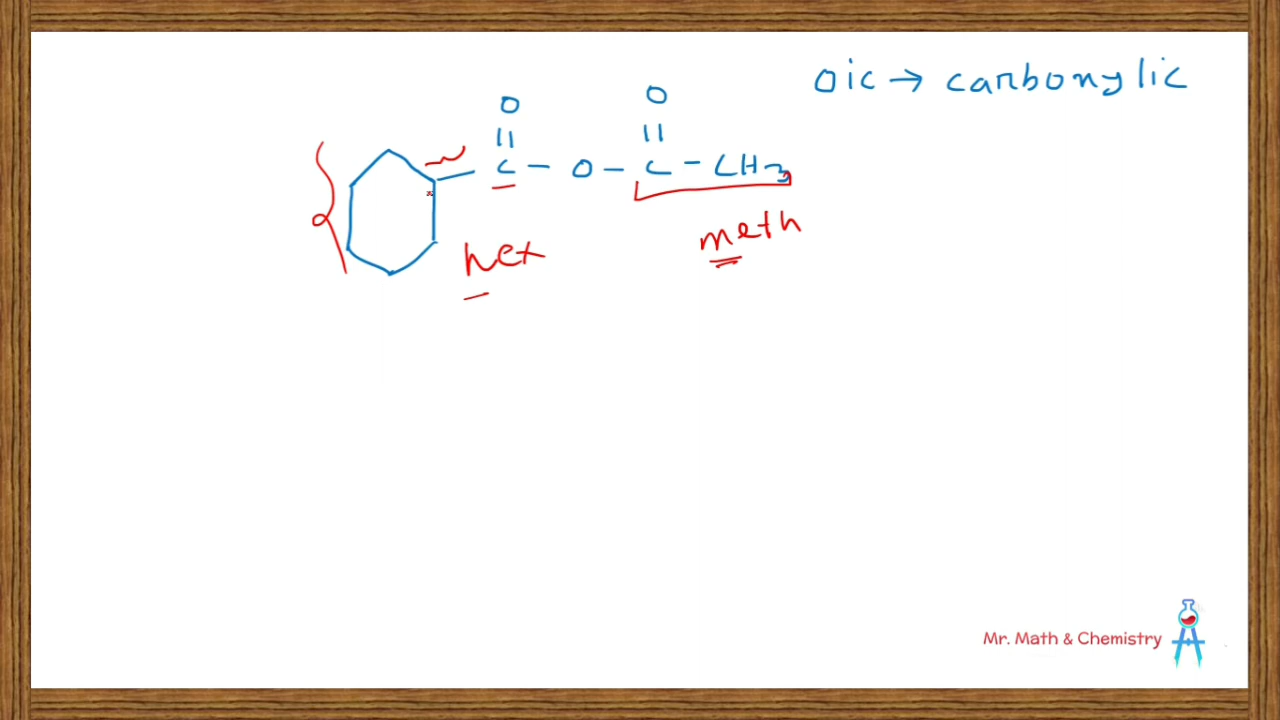 oic → carbonylic
O O
|| ||
C - O - C - CH3
hex
meth
Mr. Math & Chemistry